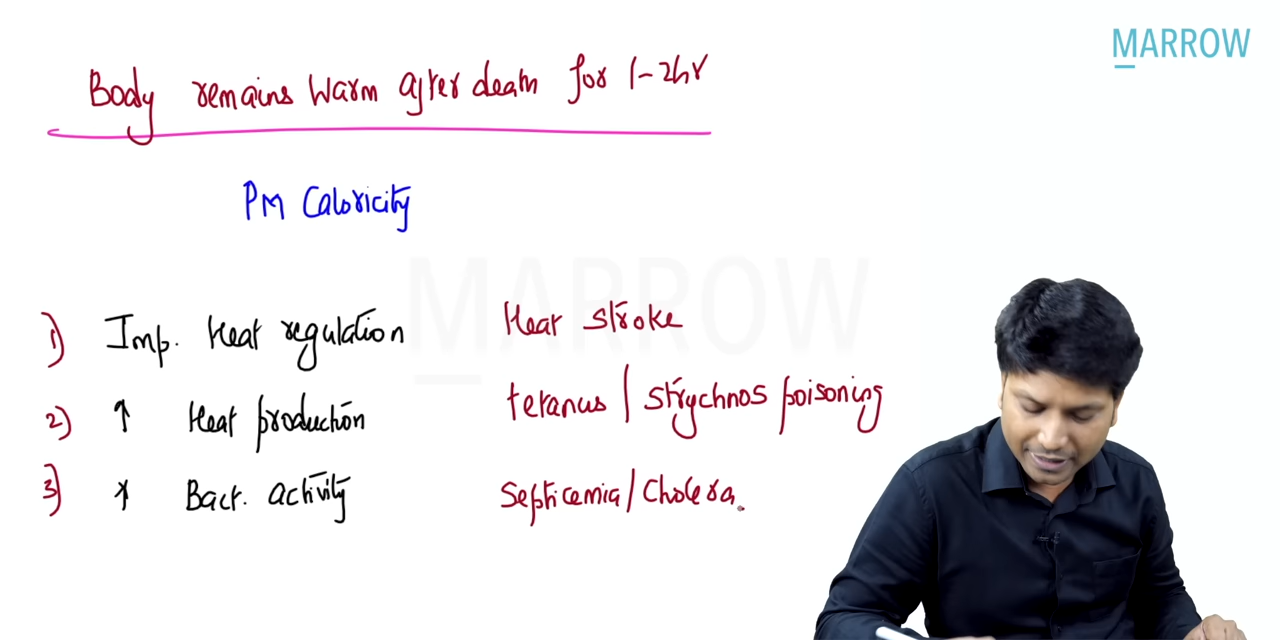 MARROW
Body remains warm after death for 1-2hr
PM Caloricity
1) Imp. Heat regulation Heat stroke
2) ↑ Heat production tetanus / strychnos poisoning
3) ↑ Bact. activity Septicemia / Cholera
MARROW